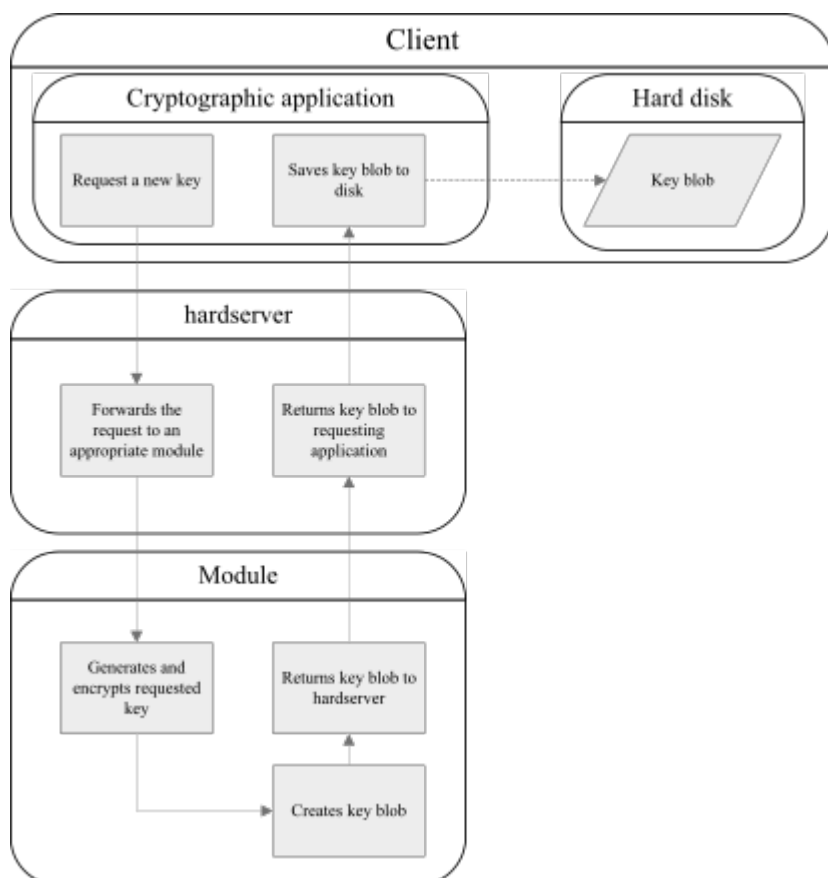 Client
Cryptographic application
Hard disk
Request a new key
Saves key blob to
disk
Key blob
hardserver
Forwards the
request to an
appropriate module
Returns key blob to
requesting
application
Module
Generates and
encrypts requested
key
Returns key blob to
hardserver
Creates key blob